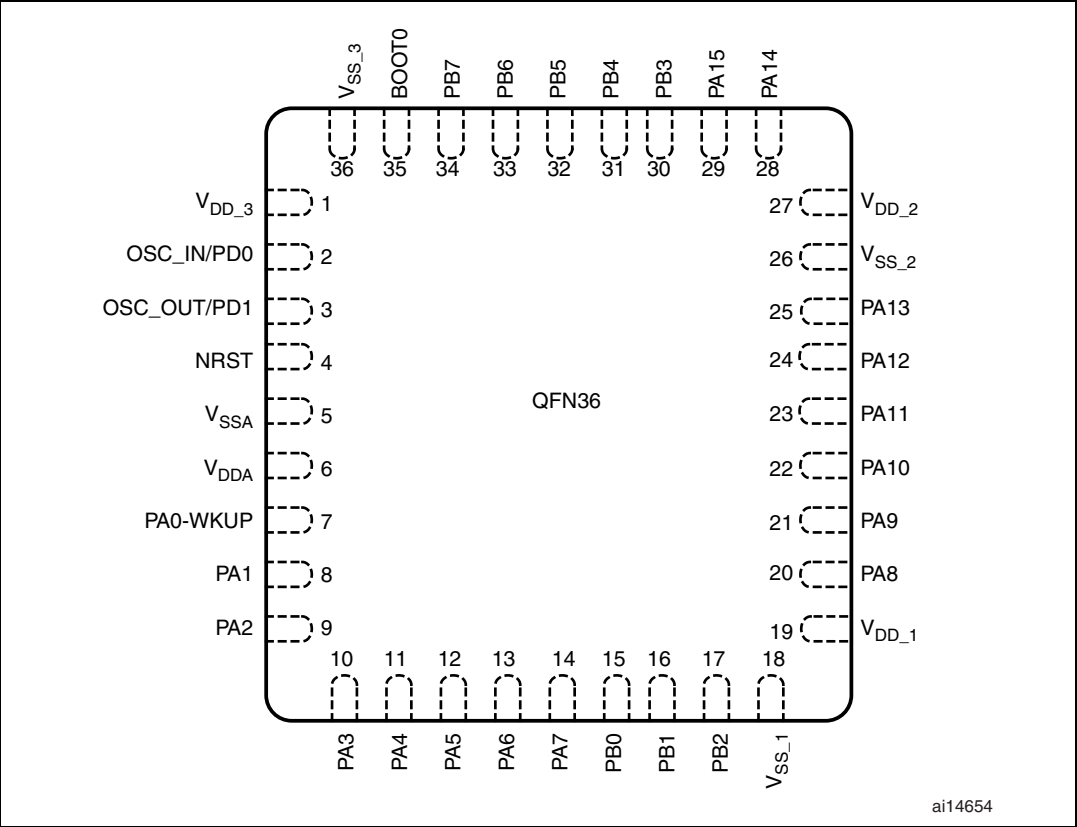 VSS_3
BOOT0
PB7
PB6
PB5
PB4
PB3
PA15
PA14
36
35
34
33
32
31
30
29
28
VDD_3
1
27
VDD_2
OSC_IN/PD0
2
26
VSS_2
OSC_OUT/PD1
3
25
PA13
NRST
4
24
PA12
VSSA
5
QFN36
23
PA11
VDDA
6
22
PA10
PA0-WKUP
7
21
PA9
PA1
8
20
PA8
PA2
9
19
VDD_1
10
11
12
13
14
15
16
17
18
PA3
PA4
PA5
PA6
PA7
PB0
PB1
PB2
VSS_1
ai14654